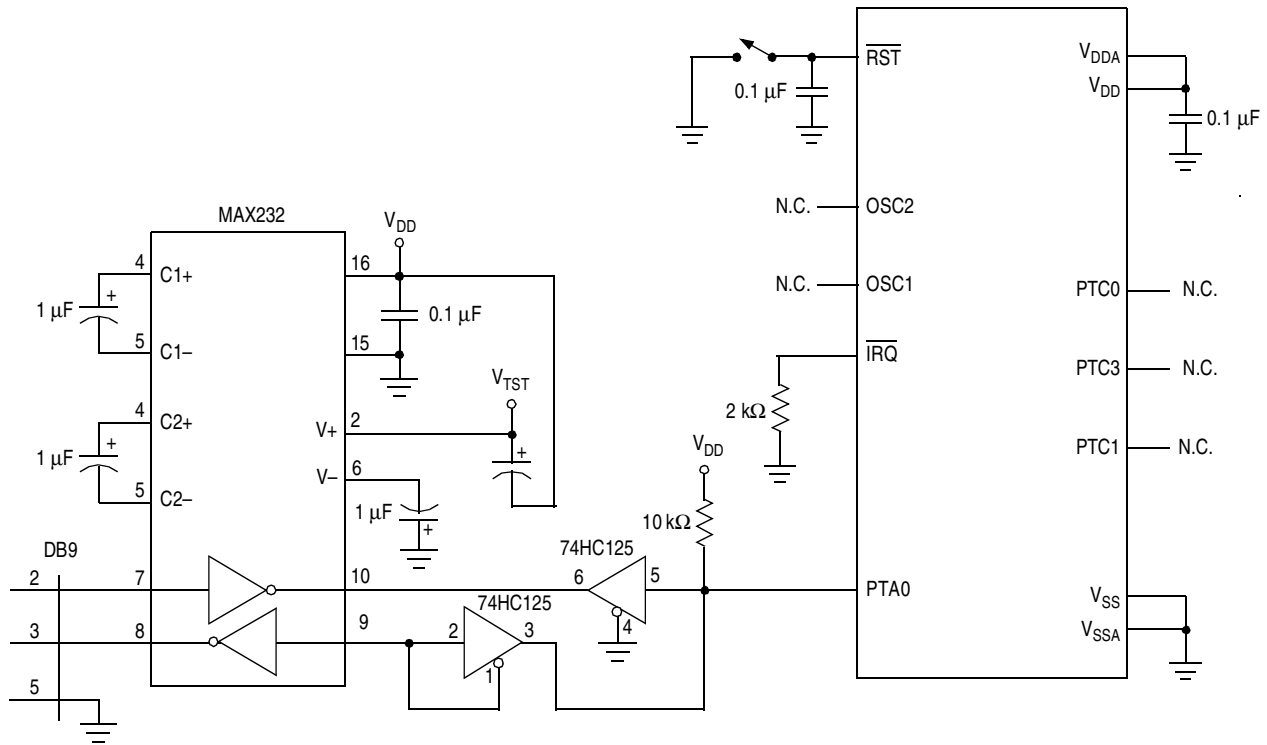 RST
0.1 µF
VDDA
VDD
0.1 µF
N.C. OSC2
N.C. OSC1
PTC0 N.C.
IRQ
PTC3 N.C.
2 kΩ
PTC1 N.C.
MAX232
VDD
4 C1+
16
1 µF +
0.1 µF
5 C1–
15
VTST
4 C2+
V+ 2
1 µF +
+
5 C2–
V– 6
1 µF
+
VDD
10 kΩ
DB9
74HC125
2 7 10 6 5
PTA0
4
74HC125
3 8 9 2 3
1
5
VSS
VSSA